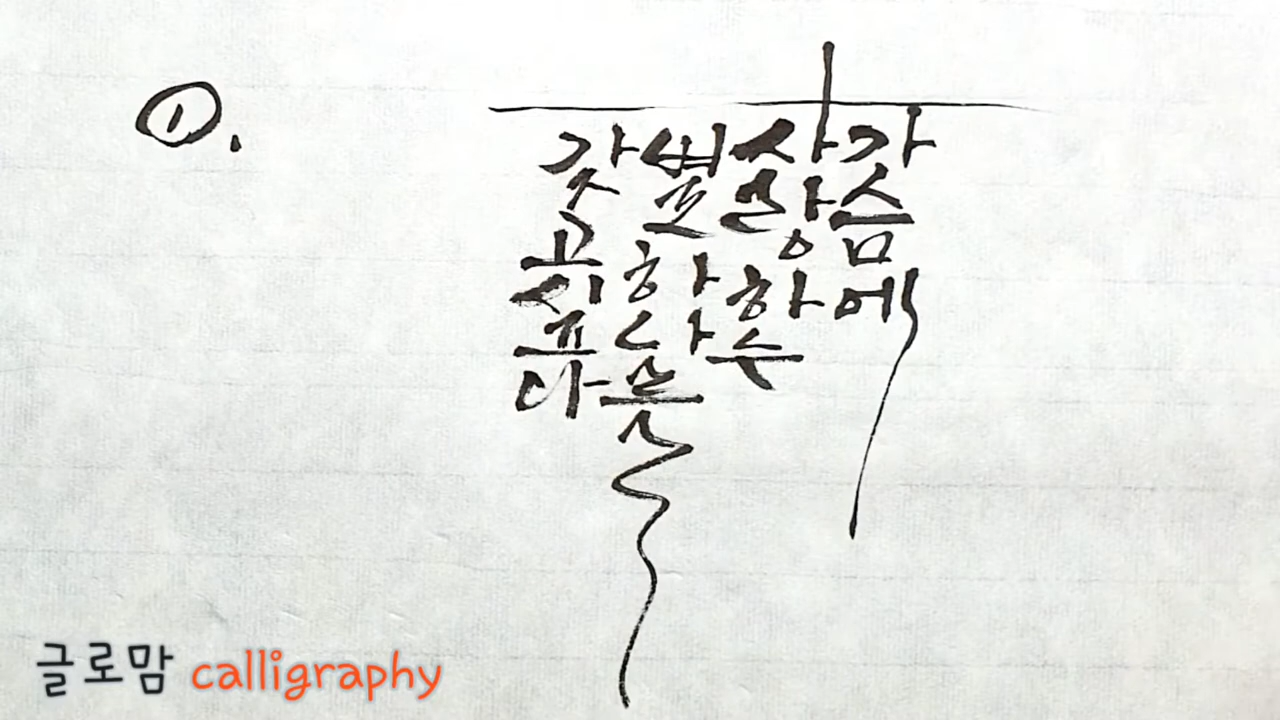 ①.
가슴에
사랑하는
별하나를
갖고싶다
글로맘 calligraphy